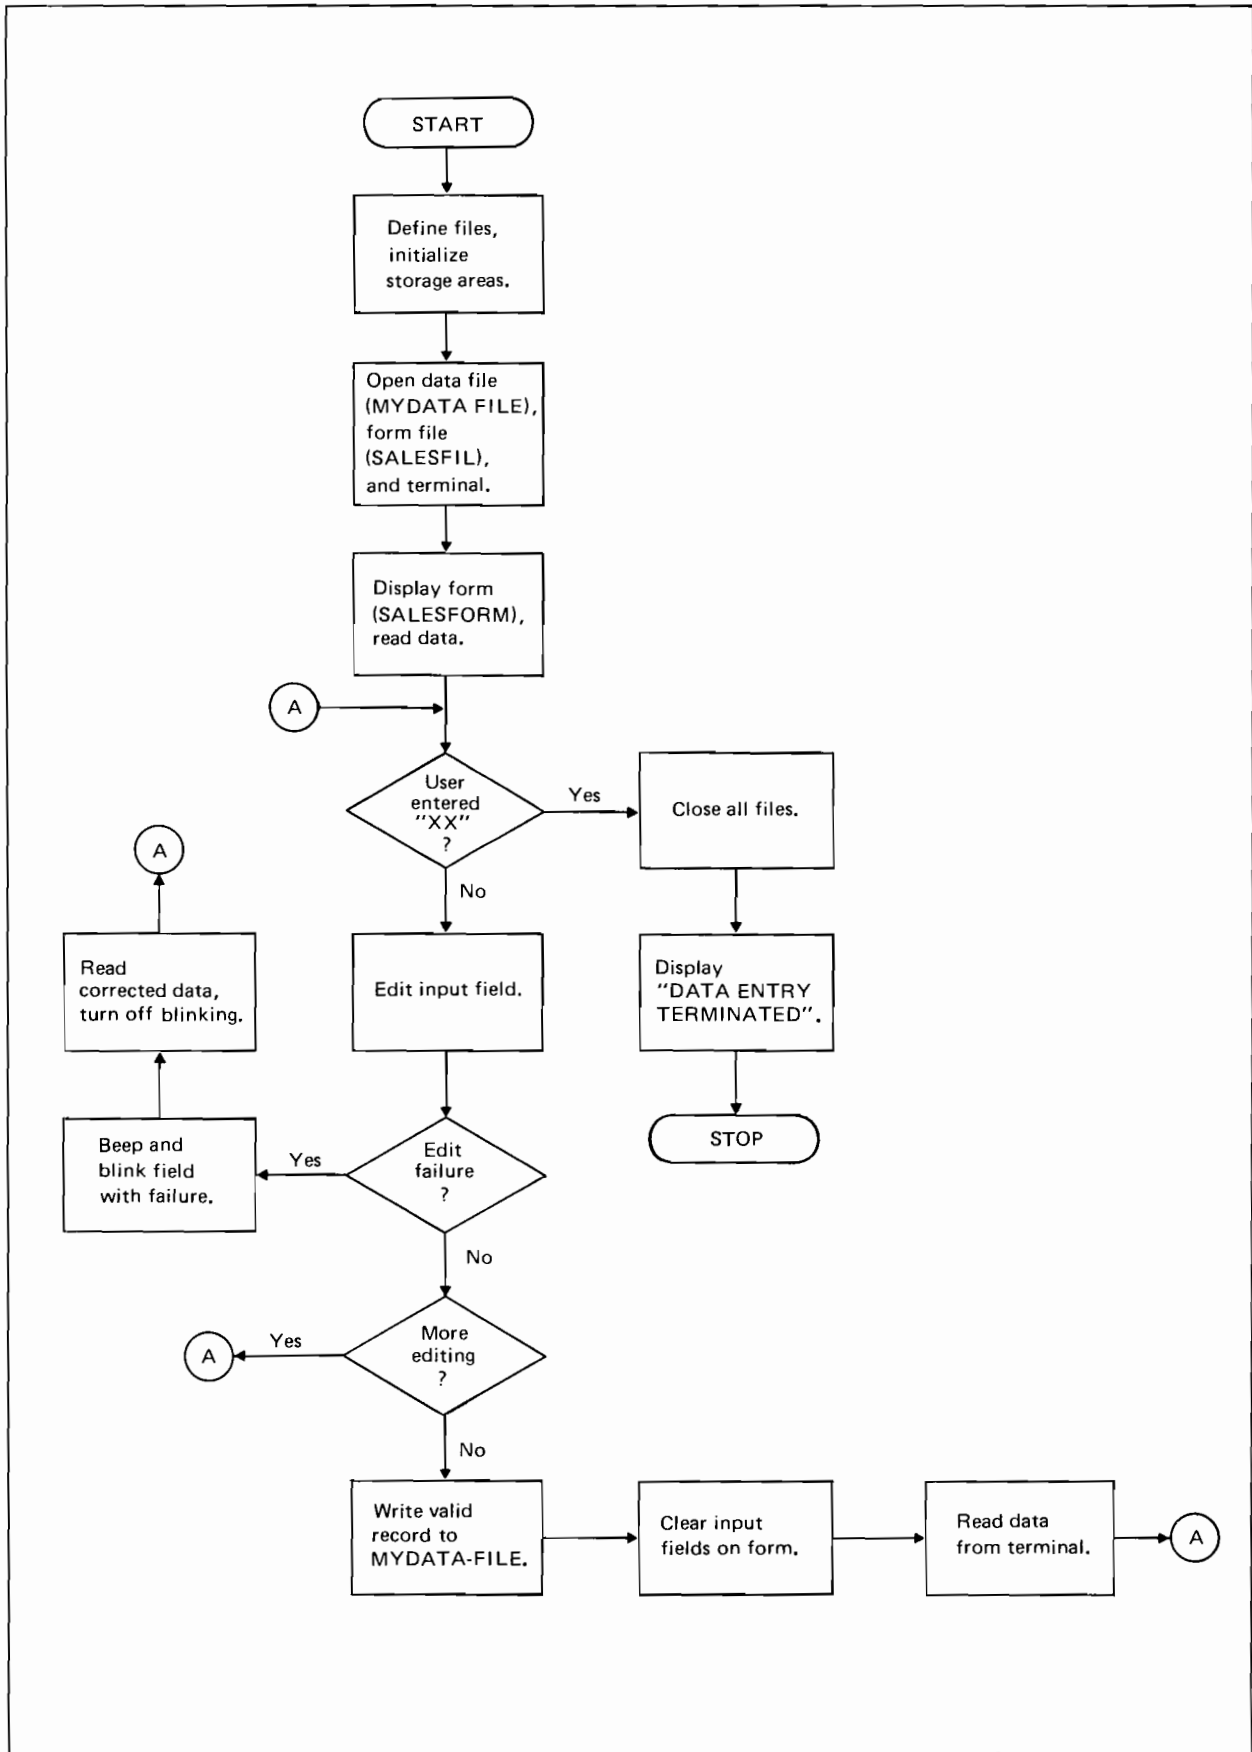 START
Define files,
initialize
storage areas.
Open data file
(MYDATA FILE),
form file
(SALESFIL),
and terminal.
Display form
(SALESFORM),
read data.
A
User
entered
"XX"
?
Yes
Close all files.
No
A
Read
corrected data,
turn off blinking.
Edit input field.
Display
"DATA ENTRY
TERMINATED".
STOP
Beep and
blink field
with failure.
Yes
Edit
failure
?
No
A
Yes
More
editing
?
No
Write valid
record to
MYDATA-FILE.
Clear input
fields on form.
Read data
from terminal.
A